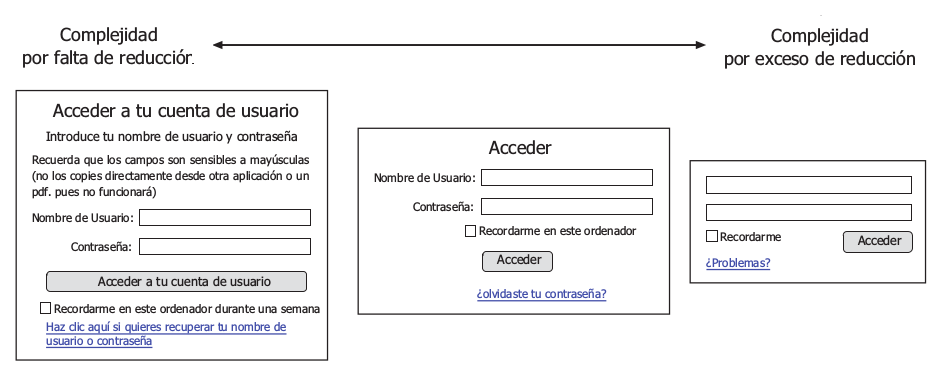 Complejidad
por falta de reducciór.
Complejidad
por exceso de reducción
Acceder a tu cuenta de usuario
Introduce tu nombre de usuario y contraseña
Recuerda que los campos son sensibles a mayúsculas
(no los copies directamente desde otra aplicación o un
pdf. pues no funcionará)
Nombre de Usuario:
Contraseña:
Acceder a tu cuenta de usuario
Recordarme en este ordenador durante una semana
Haz clic aquí si quieres recuperar tu nombre de
usuario o contraseña
Acceder
Nombre de Usuario:
Contraseña:
Recordarme en este ordenador
Acceder
¿olvidaste tu contraseña?
Recordarme
Acceder
¿Problemas?